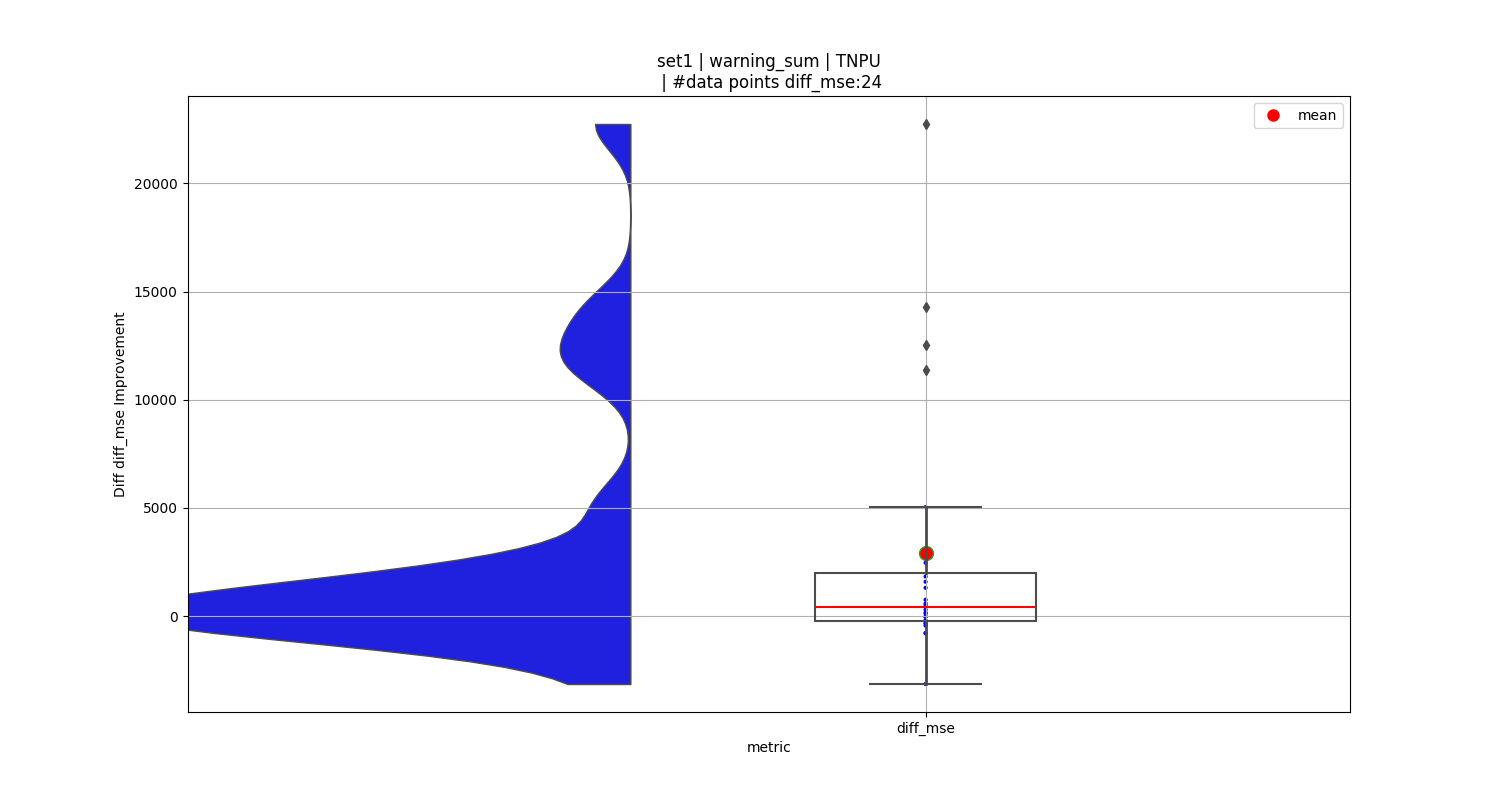 set1 | warning_sum | TNPU
| #data points diff_mse:24
mean
Diff diff_mse Improvement
20000
15000
10000
5000
0
diff_mse
metric